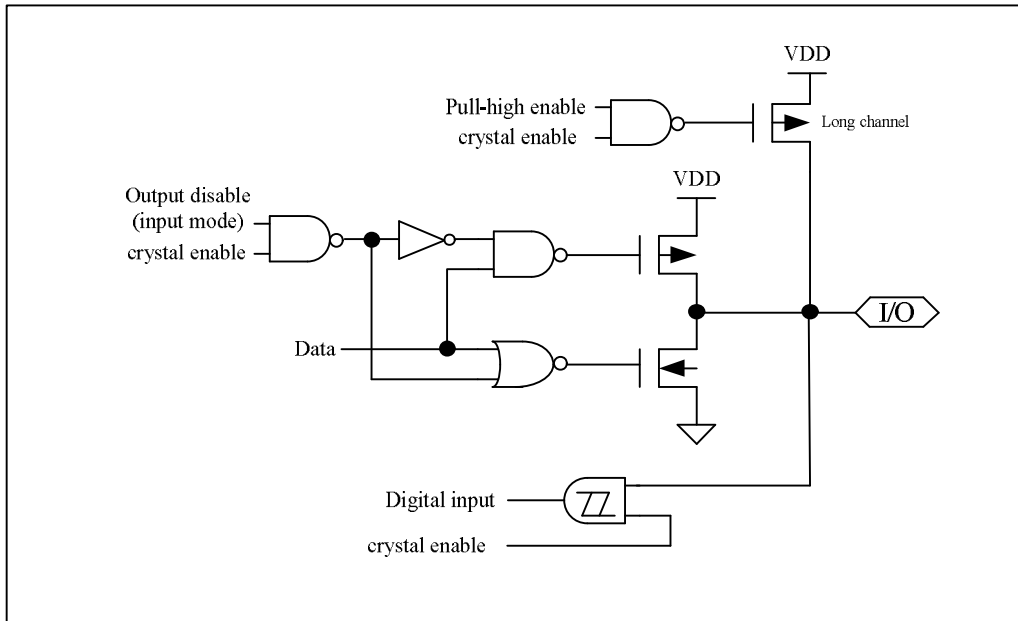 VDD
Pull-high enable
crystal enable
Long channel
VDD
Output disable
(input mode)
crystal enable
I/O
Data
Digital input
crystal enable